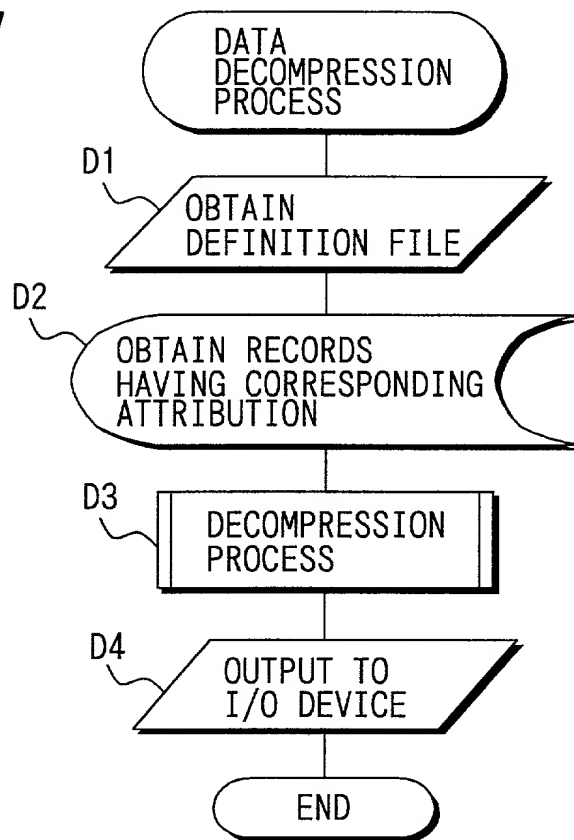 DATA
DECOMPRESSION
PROCESS
D1
OBTAIN
DEFINITION FILE
D2
OBTAIN RECORDS
HAVING CORRESPONDING
ATTRIBUTION
D3
DECOMPRESSION
PROCESS
D4
OUTPUT TO
I/O DEVICE
END